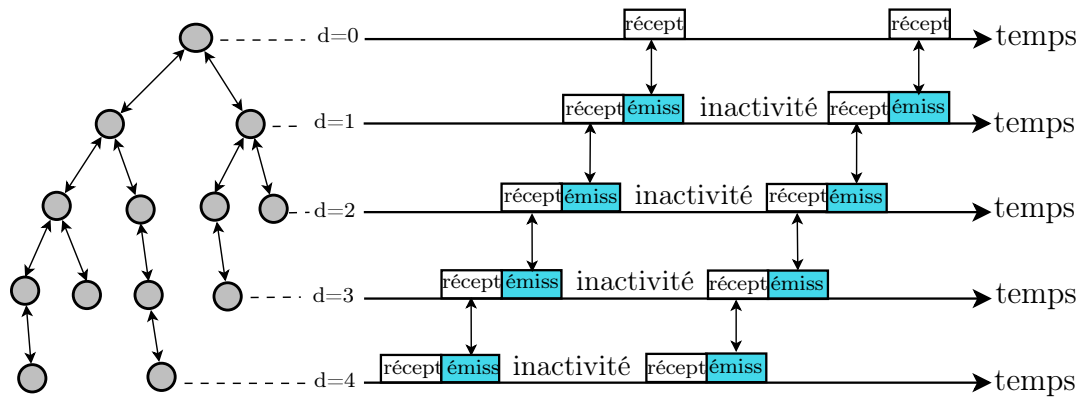 récept récept
d=0 temps
récept émiss inactivité récept émiss
d=1 temps
récept émiss inactivité récept émiss
d=2 temps
récept émiss inactivité récept émiss
d=3 temps
récept émiss inactivité récept émiss
d=4 temps